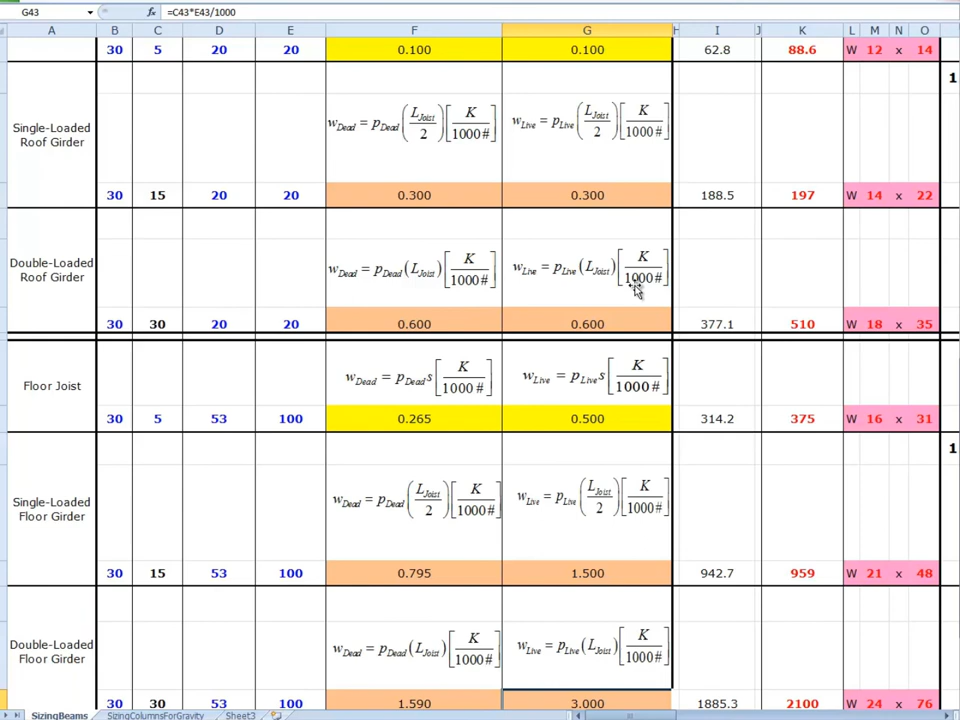 G43 fx =C43*E43/1000
A B C D E F G H I J K L M N O
30 5 20 20 0.100 0.100 62.8 88.6 W 12 x 14
1
Single-Loaded Roof Girder
w_Dead = p_Dead (L_Joist / 2) [K / 1000#] w_Live = p_Live (L_Joist / 2) [K / 1000#]
30 15 20 20 0.300 0.300 188.5 197 W 14 x 22
Double-Loaded Roof Girder
w_Dead = p_Dead (L_Joist) [K / 1000#] w_Live = p_Live (L_Joist) [K / 1000#]
30 30 20 20 0.600 0.600 377.1 510 W 18 x 35
Floor Joist
w_Dead = p_Dead s [K / 1000#] w_Live = p_Live s [K / 1000#]
30 5 53 100 0.265 0.500 314.2 375 W 16 x 31
1
Single-Loaded Floor Girder
w_Dead = p_Dead (L_Joist / 2) [K / 1000#] w_Live = p_Live (L_Joist / 2) [K / 1000#]
30 15 53 100 0.795 1.500 942.7 959 W 21 x 48
Double-Loaded Floor Girder
w_Dead = p_Dead (L_Joist) [K / 1000#] w_Live = p_Live (L_Joist) [K / 1000#]
30 30 53 100 1.590 3.000 1885.3 2100 W 24 x 76
SizingBeams SizingColumnsForGravity Sheet3